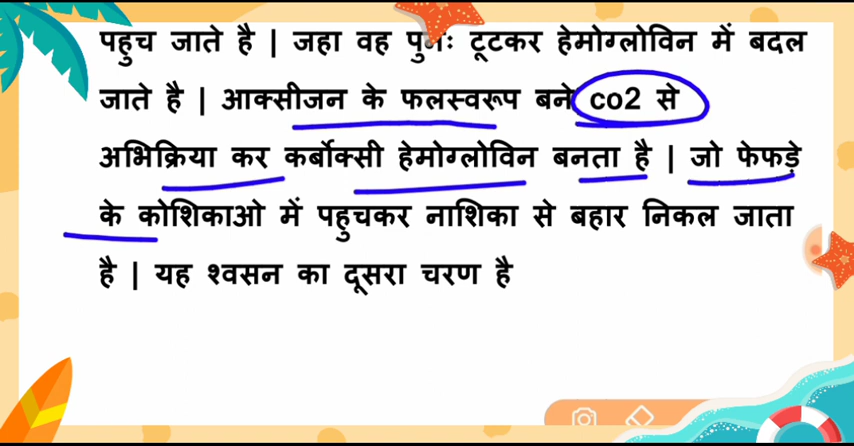 पहुच जाते है | जहा वह पुनः टूटकर हेमोग्लोविन में बदल
जाते है | आक्सीजन के फलस्वरूप बने co2 से
अभिक्रिया कर कर्बोक्सी हेमोग्लोविन बनता है | जो फेफड़े
के कोशिकाओ में पहुचकर नाशिका से बहार निकल जाता
है | यह श्वसन का दूसरा चरण है